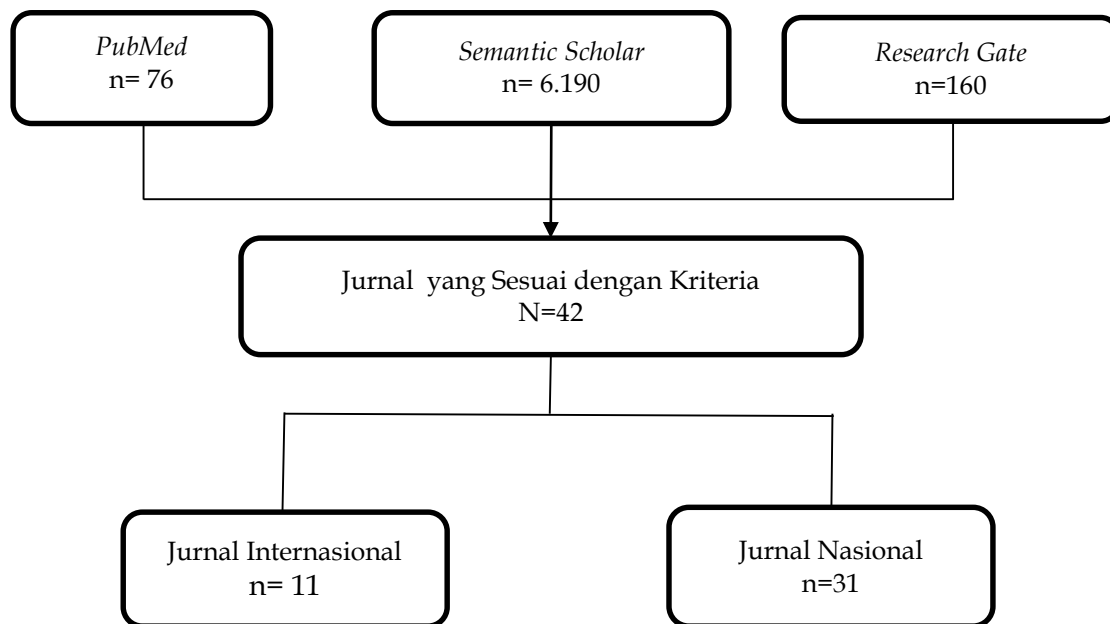 PubMed
n= 76
Semantic Scholar
n= 6.190
Research Gate
n=160
Jurnal yang Sesuai dengan Kriteria
N=42
Jurnal Internasional
n= 11
Jurnal Nasional
n=31